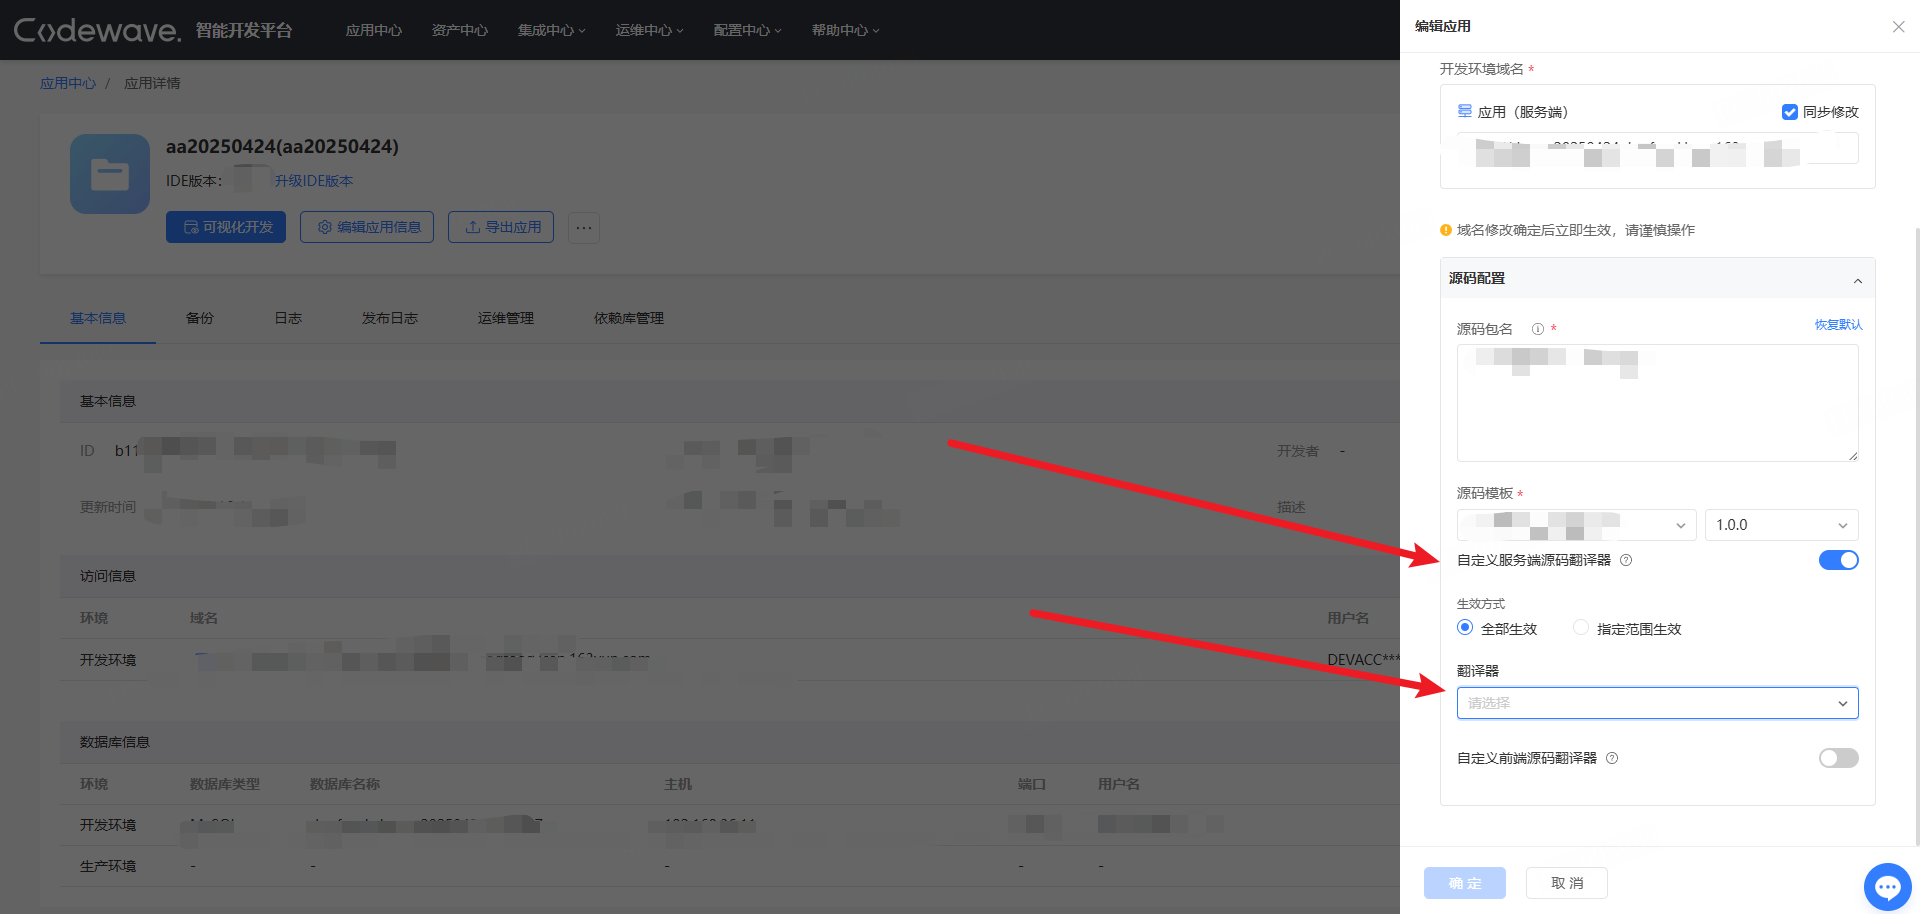 Codewave. 智能开发平台 应用中心 资产中心 集成中心 运维中心 配置中心 帮助中心
应用中心 / 应用详情
aa20250424(aa20250424)
IDE版本： 升级IDE版本
可视化开发 编辑应用信息 导出应用 ...
基本信息 备份 日志 发布日志 运维管理 依赖库管理
基本信息
ID b11 开发者 -
更新时间 描述
访问信息
环境 域名 用户名
开发环境 DEVACC***
数据库信息
环境 数据库类型 数据库名称 主机 端口 用户名
开发环境
生产环境 - - - - -
编辑应用
开发环境域名 *
应用（服务端） 同步修改
域名修改确定后立即生效，请谨慎操作
源码配置
源码包名 * 恢复默认
源码模板 *
1.0.0
自定义服务端源码翻译器
生效方式
全部生效 指定范围生效
翻译器
请选择
自定义前端源码翻译器
确 定 取 消